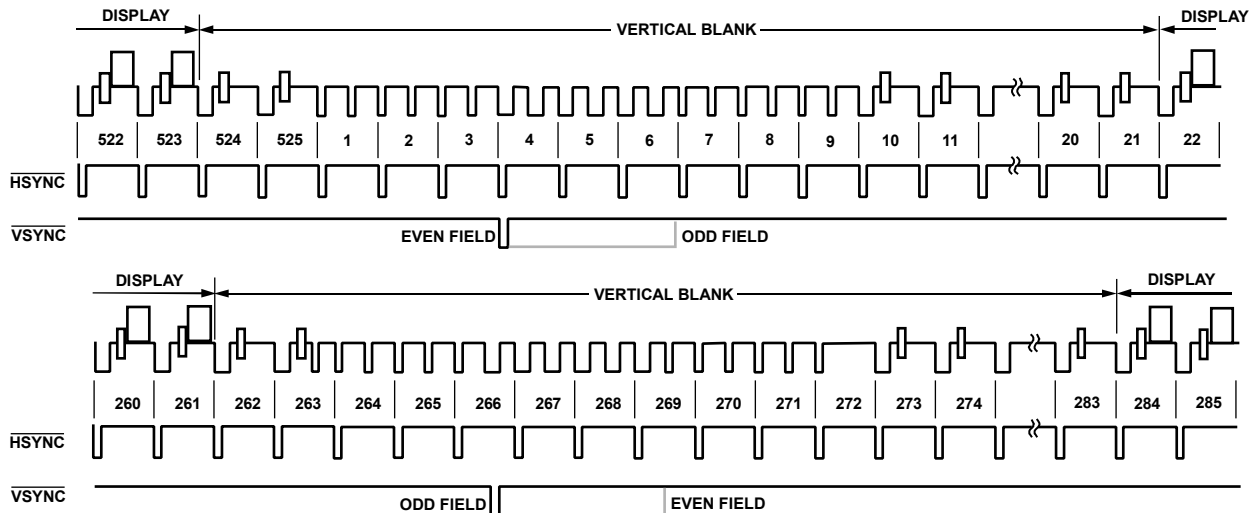 DISPLAY VERTICAL BLANK DISPLAY
522 523 524 525 1 2 3 4 5 6 7 8 9 10 11 20 21 22
HSYNC
VSYNC EVEN FIELD ODD FIELD
DISPLAY VERTICAL BLANK DISPLAY
260 261 262 263 264 265 266 267 268 269 270 271 272 273 274 283 284 285
HSYNC
VSYNC ODD FIELD EVEN FIELD